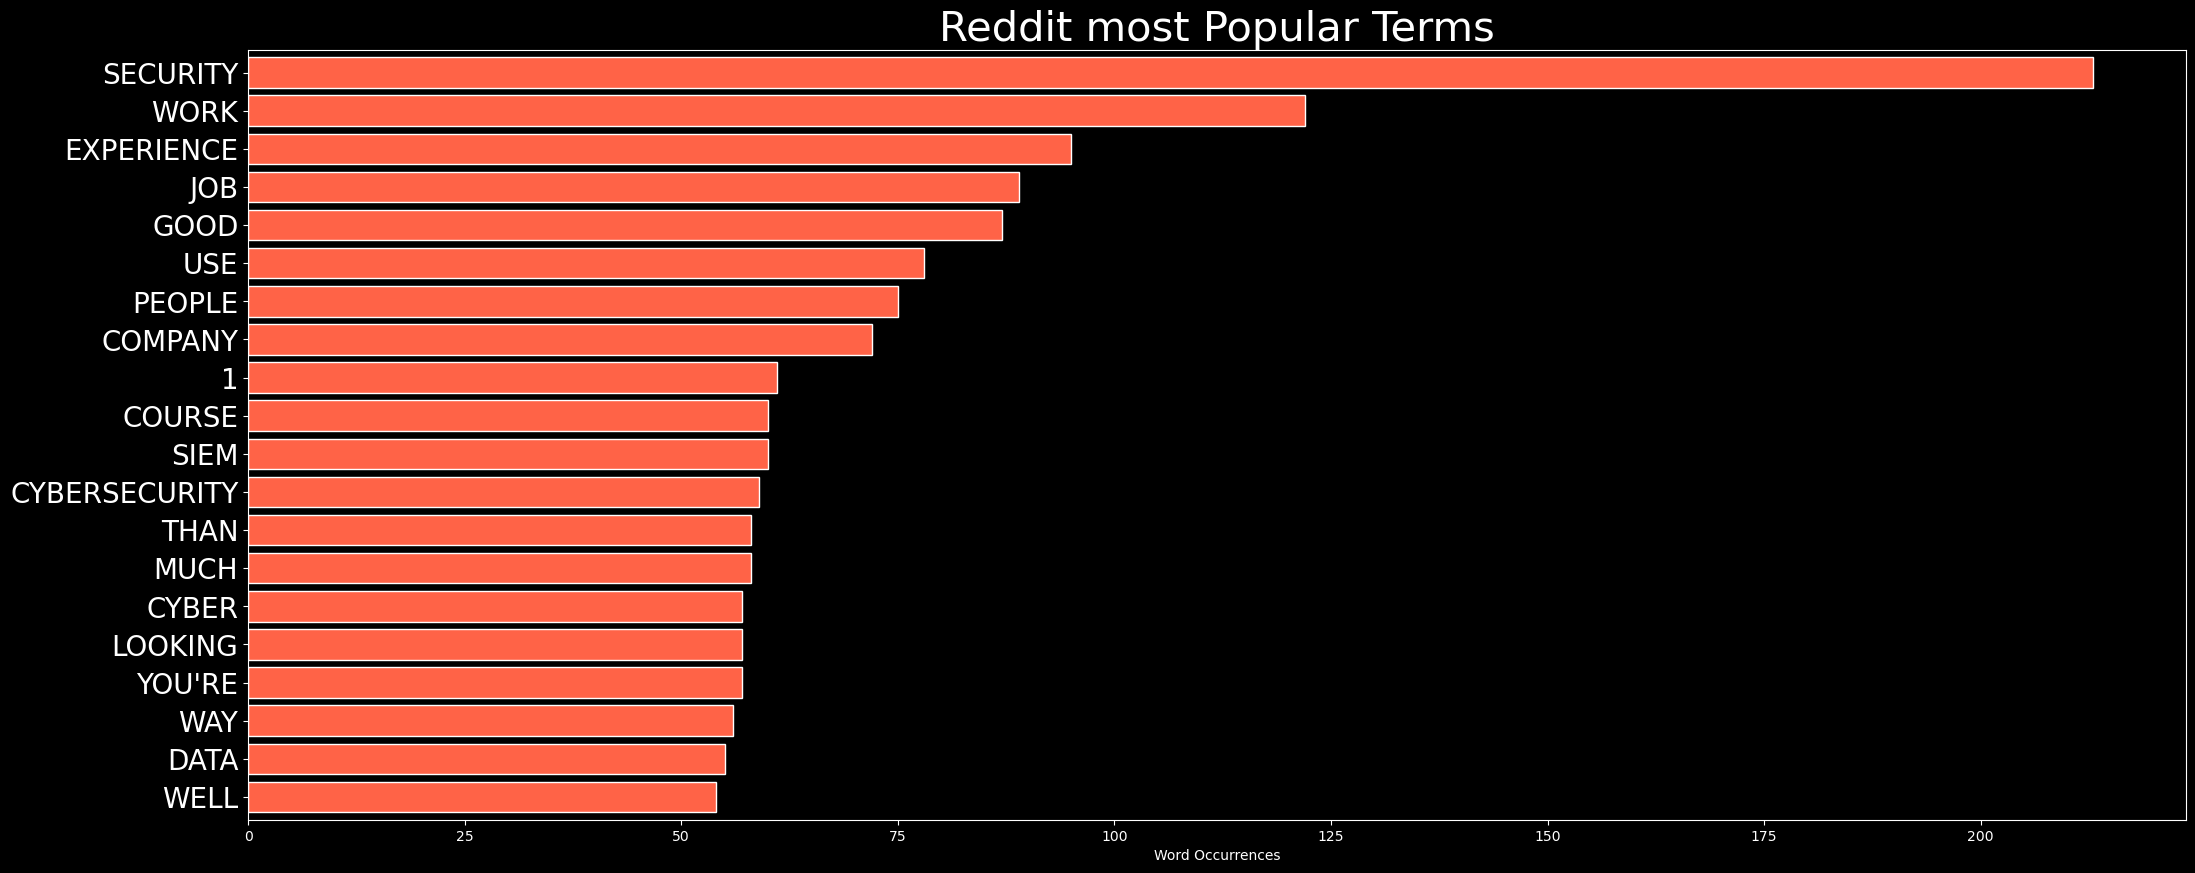 Reddit most Popular Terms
SECURITY
WORK
EXPERIENCE
JOB
GOOD
USE
PEOPLE
COMPANY
1
COURSE
SIEM
CYBERSECURITY
THAN
MUCH
CYBER
LOOKING
YOU'RE
WAY
DATA
WELL
0 25 50 75 100 125 150 175 200
Word Occurrences